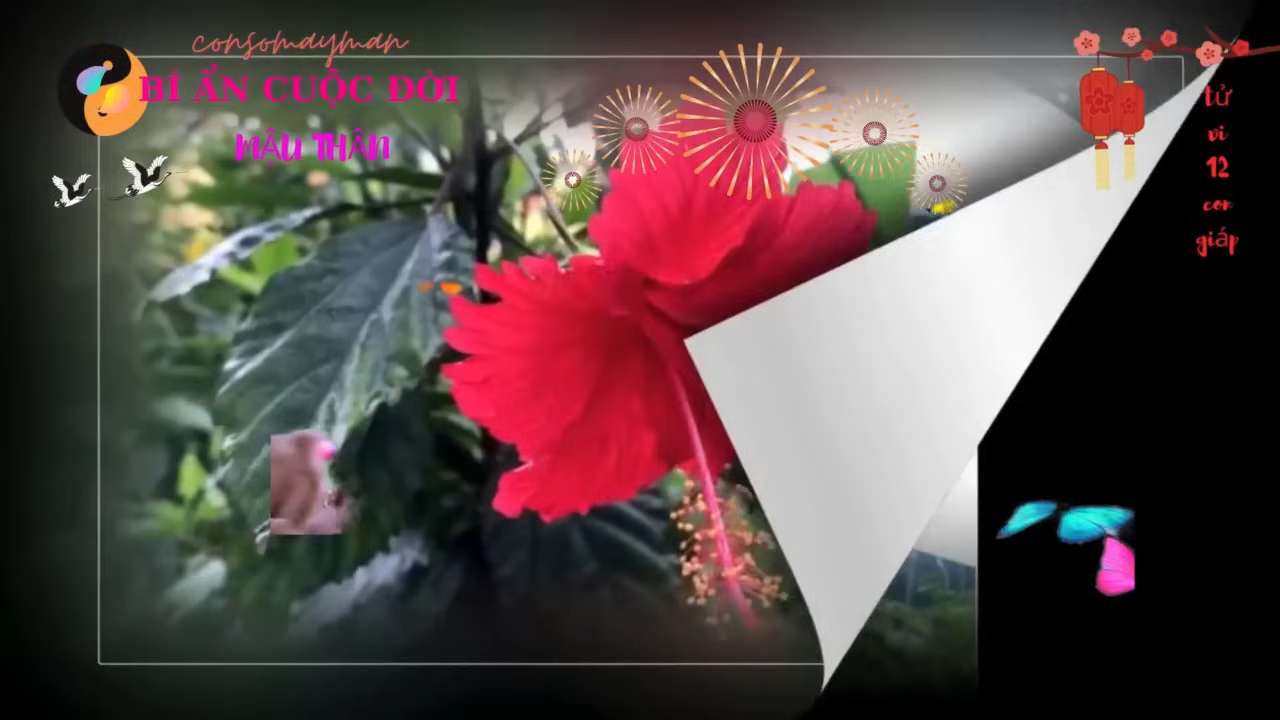 consomayman
BÍ ẨN CUỘC ĐỜI
MẬU THÂN
tử
vi
12
con
giáp